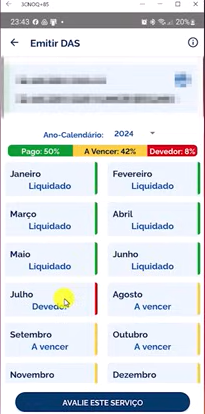 3CNOQ+85
23:43
20%
Emitir DAS
Ano-Calendário: 2024
Pago: 50% A Vencer: 42% Devedor: 8%
Janeiro Fevereiro
Liquidado Liquidado
Março Abril
Liquidado Liquidado
Maio Junho
Liquidado Liquidado
Julho Agosto
Devedor A vencer
Setembro Outubro
A vencer A vencer
Novembro Dezembro
AVALIE ESTE SERVIÇO